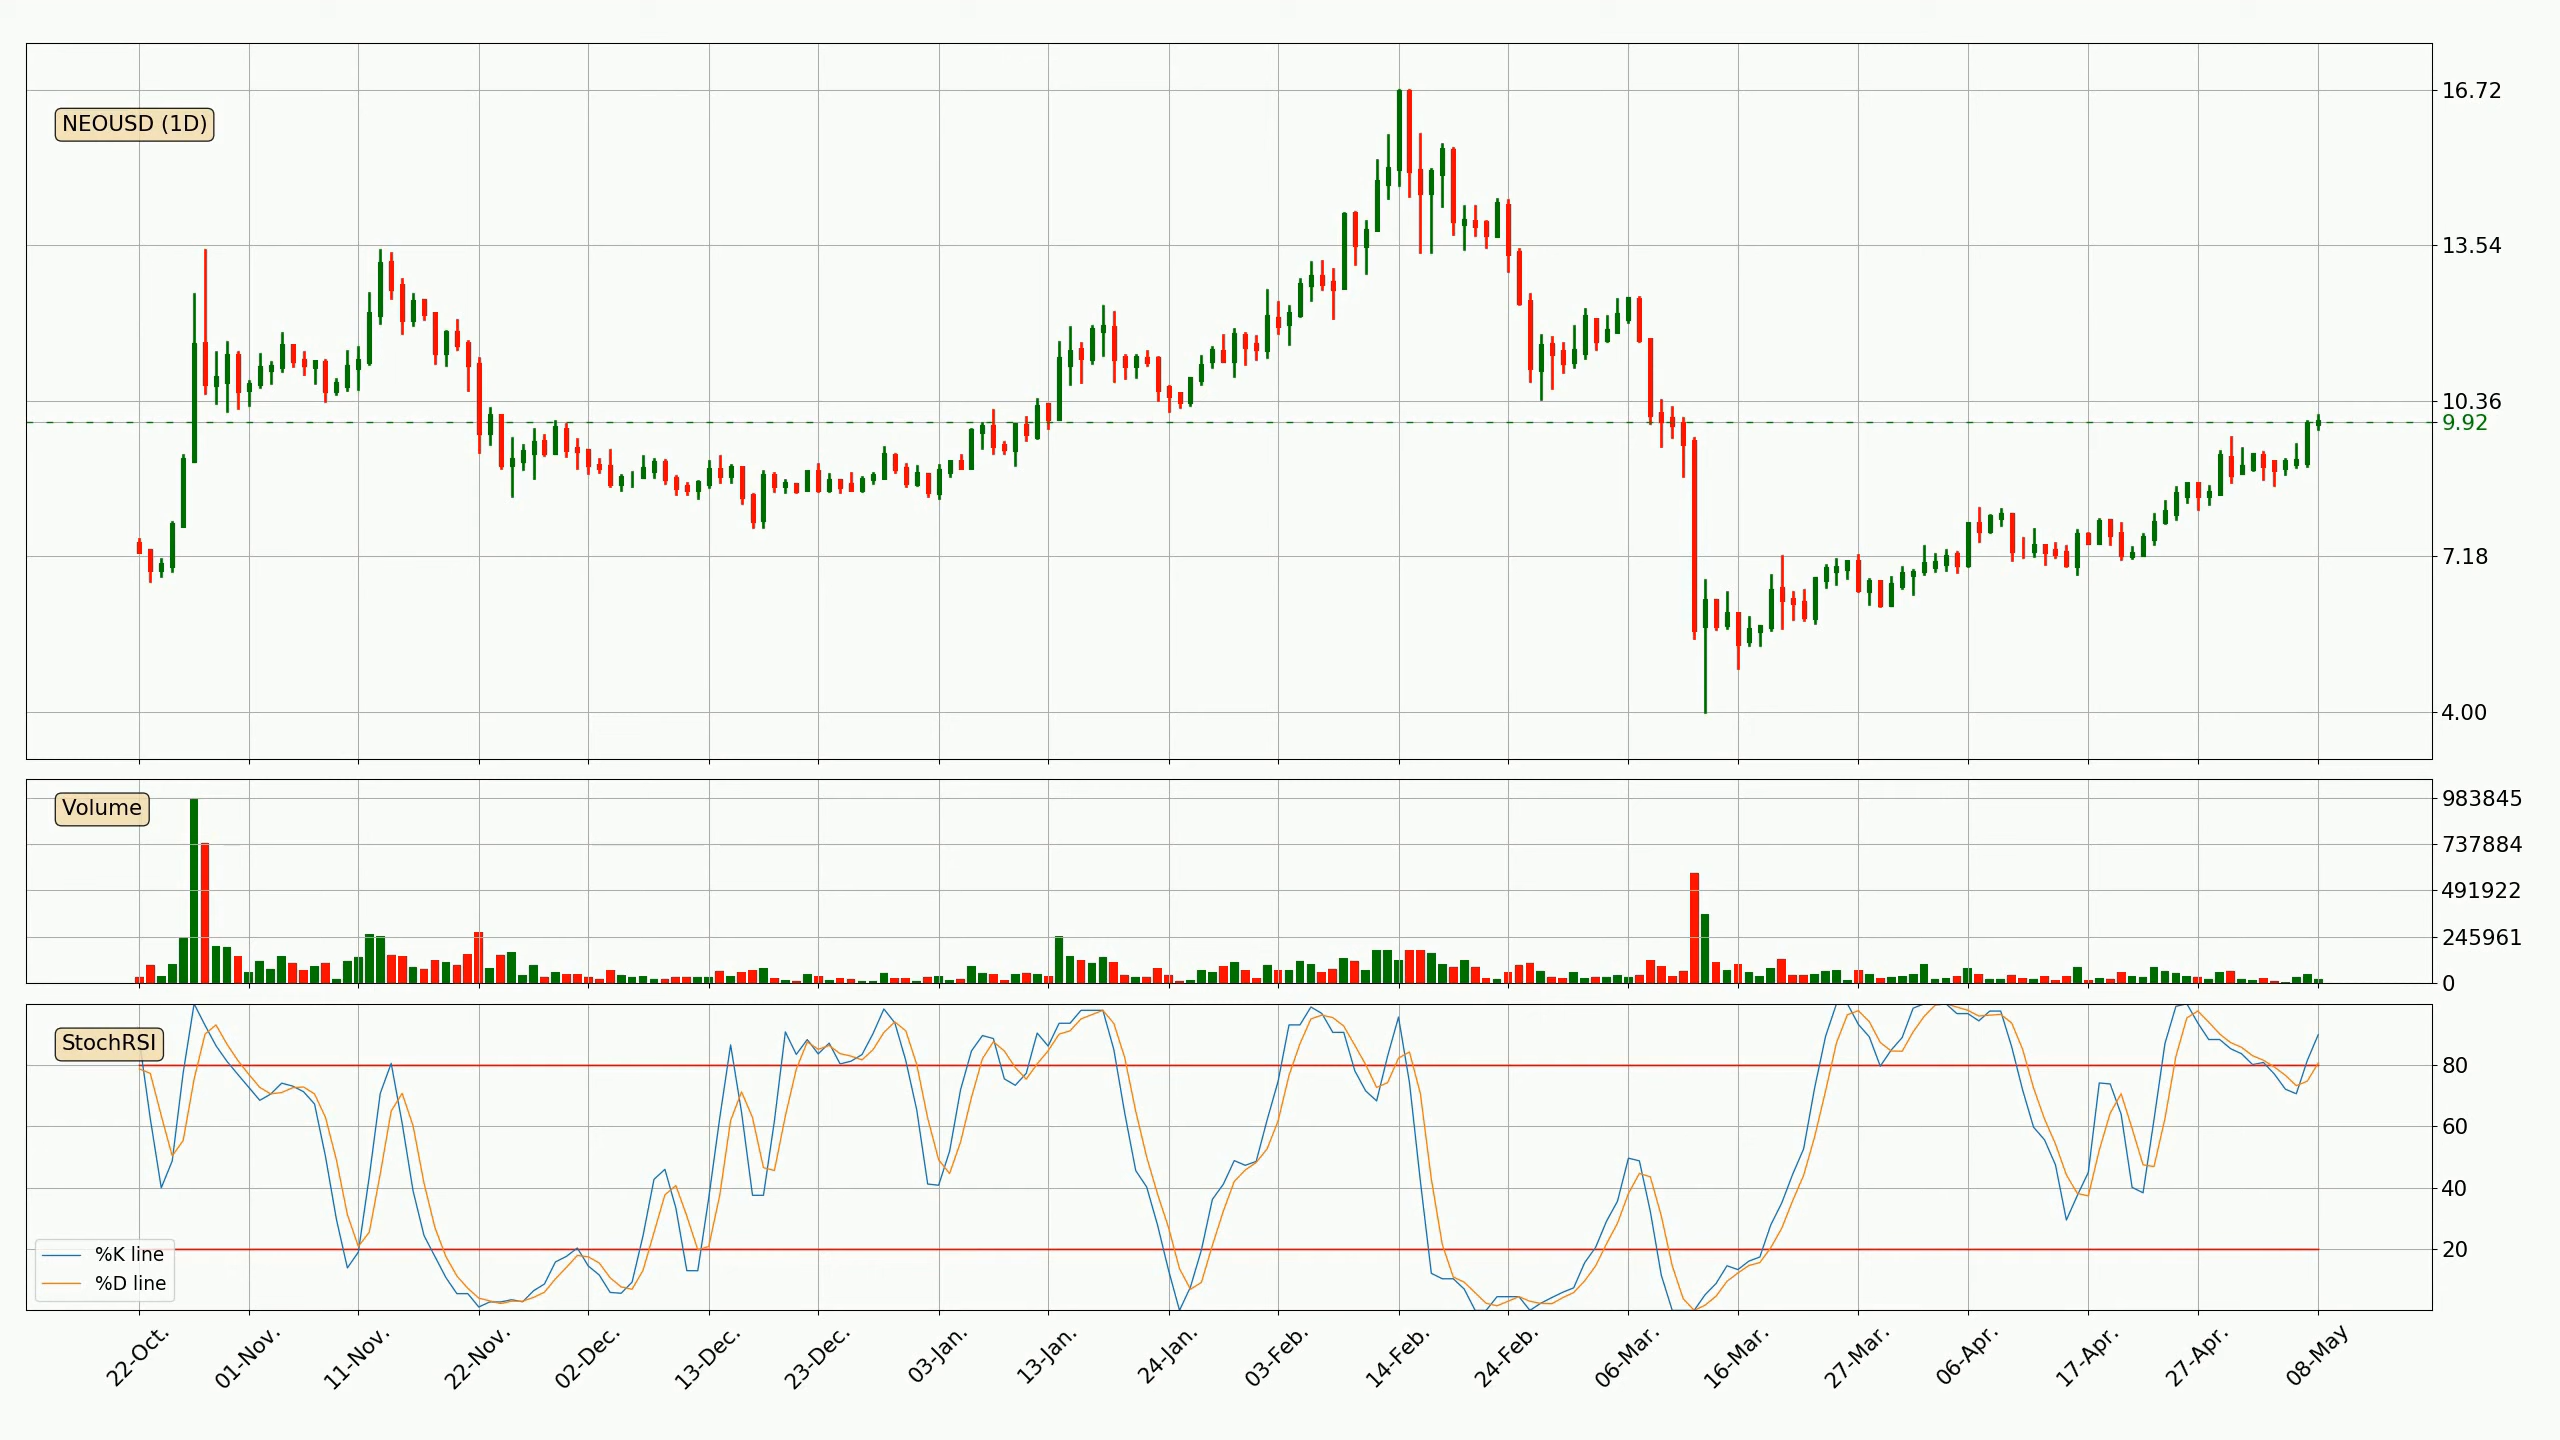 NEOUSD (1D)
16.72
13.54
10.36
9.92
7.18
4.00
Volume
983845
737884
491922
245961
0
StochRSI
80
60
40
20
%K line
%D line
22-Oct.
01-Nov.
11-Nov.
22-Nov.
02-Dec.
13-Dec.
23-Dec.
03-Jan.
13-Jan.
24-Jan.
03-Feb.
14-Feb.
24-Feb.
06-Mar.
16-Mar.
27-Mar.
06-Apr.
17-Apr.
27-Apr.
08-May